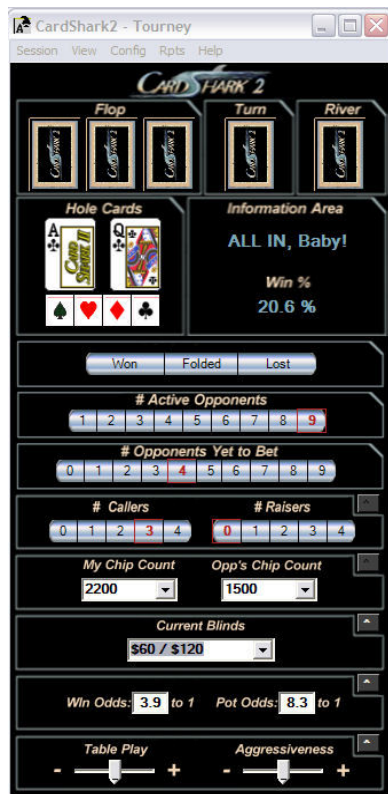 CardShark2 - Tourney
Session View Config Rpts Help
CARD SHARK 2
Flop Turn River
Hole Cards Information Area
A Q
CARD SHARK III
ALL IN, Baby!
Win %
20.6 %
Won Folded Lost
# Active Opponents
1 2 3 4 5 6 7 8 9
# Opponents Yet to Bet
0 1 2 3 4 5 6 7 8 9
# Callers # Raisers
0 1 2 3 4 0 1 2 3 4
My Chip Count Opp's Chip Count
2200 1500
Current Blinds
$60 / $120
Win Odds: 3.9 to 1 Pot Odds: 8.3 to 1
Table Play Aggressiveness
- + - +